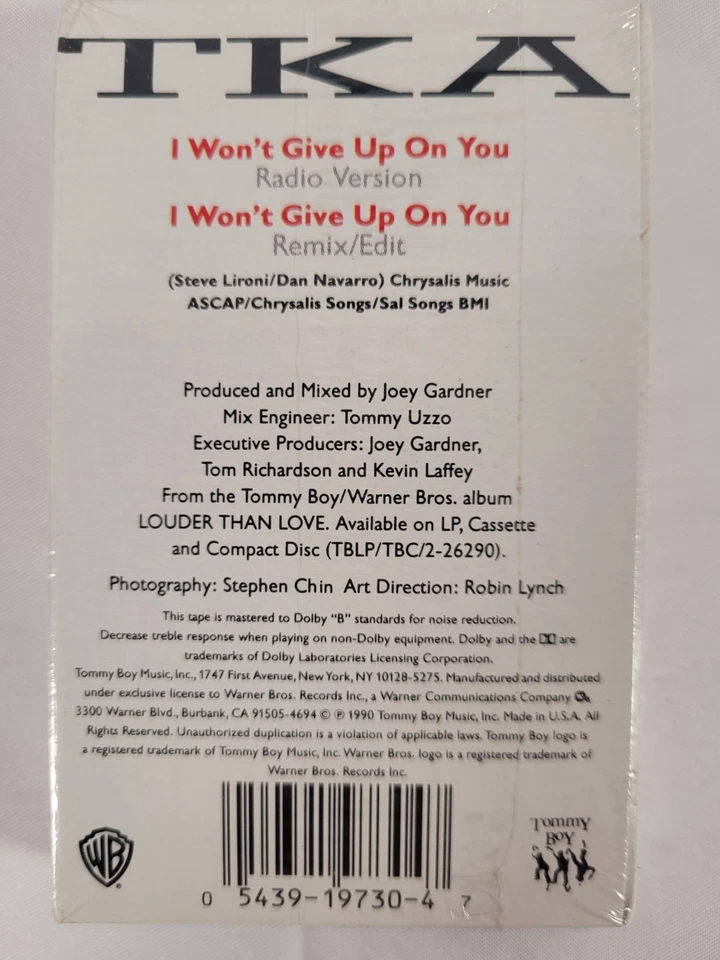 TKA
I Won't Give Up On You
Radio Version
I Won't Give Up On You
Remix/Edit
(Steve Lironi/Dan Navarro) Chrysalis Music
ASCAP/Chrysalis Songs/Sal Songs BMI
Produced and Mixed by Joey Gardner
Mix Engineer: Tommy Uzzo
Executive Producers: Joey Gardner,
Tom Richardson and Kevin Laffey
From the Tommy Boy/Warner Bros. album
LOUDER THAN LOVE. Available on LP, Cassette
and Compact Disc (TBLP/TBC/2-26290).
Photography: Stephen Chin Art Direction: Robin Lynch
This tape is mastered to Dolby "B" standards for noise reduction.
Decrease treble response when playing on non-Dolby equipment. Dolby and the are
trademarks of Dolby Laboratories Licensing Corporation.
Tommy Boy Music, Inc., 1747 First Avenue, New York, NY 10128-5275. Manufactured and distributed
under exclusive license to Warner Bros. Records Inc., a Warner Communications Company
3300 Warner Blvd., Burbank, CA 91505-4694 © ℗ 1990 Tommy Boy Music, Inc. Made in U.S.A. All
Rights Reserved. Unauthorized duplication is a violation of applicable laws. Tommy Boy logo is
a registered trademark of Tommy Boy Music, Inc. Warner Bros. logo is a registered trademark of
Warner Bros. Records Inc.
WB ®
Tommy
Boy
0 5439-19730-4 7